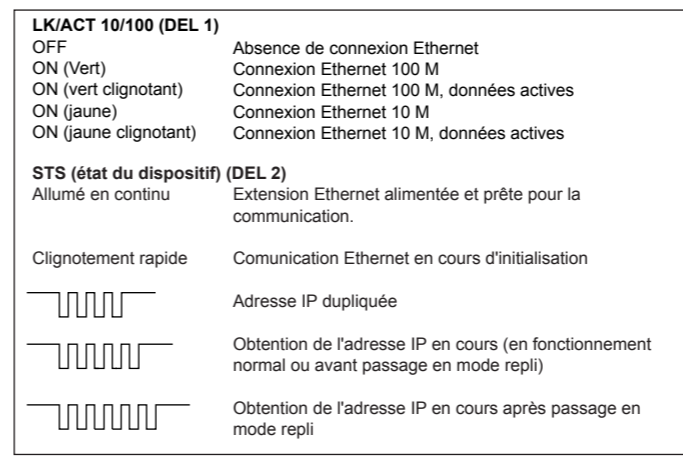 LK/ACT 10/100 (DEL 1)
OFF Absence de connexion Ethernet
ON (Vert) Connexion Ethernet 100 M
ON (vert clignotant) Connexion Ethernet 100 M, données actives
ON (jaune) Connexion Ethernet 10 M
ON (jaune clignotant) Connexion Ethernet 10 M, données actives
STS (état du dispositif) (DEL 2)
Allumé en continu Extension Ethernet alimentée et prête pour la
communication.
Clignotement rapide Comunication Ethernet en cours d'initialisation
Adresse IP dupliquée
Obtention de l'adresse IP en cours (en fonctionnement
normal ou avant passage en mode repli)
Obtention de l'adresse IP en cours après passage en
mode repli